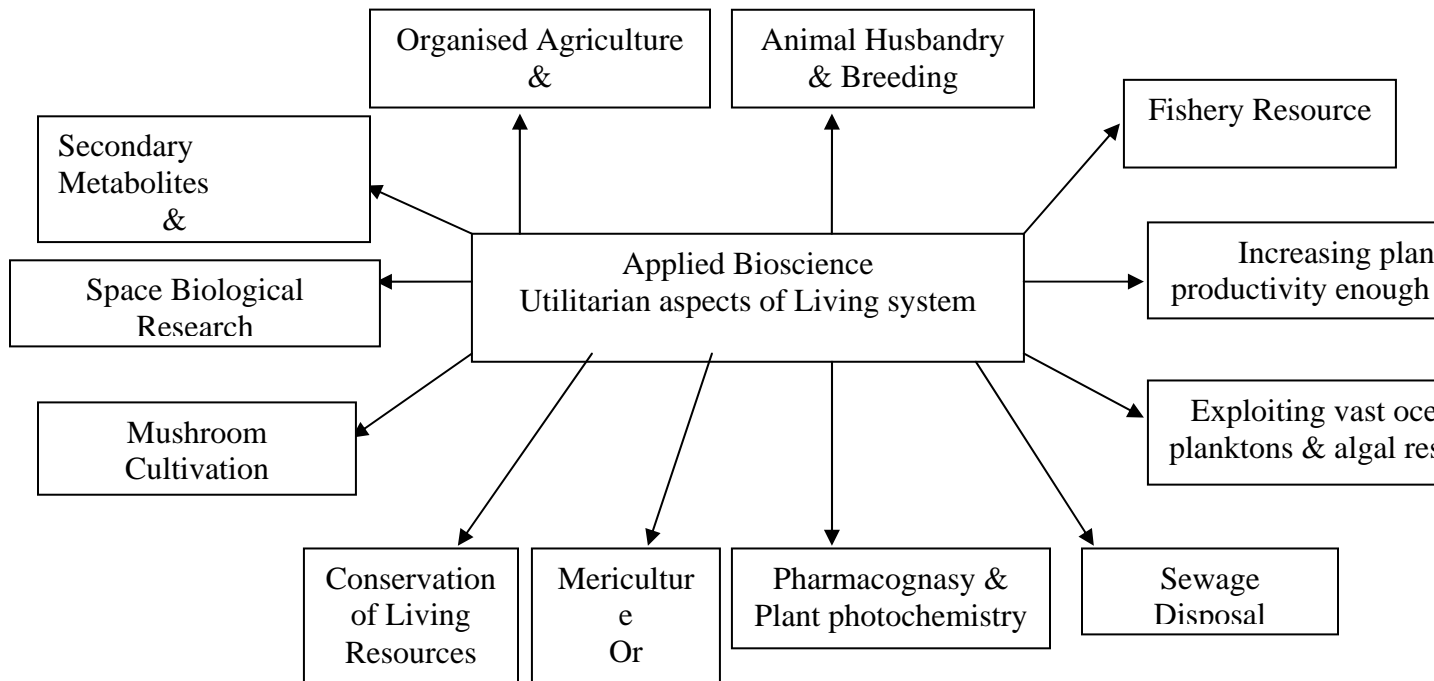 Organised Agriculture
&
Animal Husbandry
& Breeding
Fishery Resource
Secondary
Metabolites
&
Applied Bioscience
Utilitarian aspects of Living system
Increasing plan
productivity enough
Space Biological
Research
Mushroom
Cultivation
Exploiting vast oce
planktons & algal res
Conservation
of Living
Resources
Mericultur
e
Or
Pharmacognasy &
Plant photochemistry
Sewage
Disposal